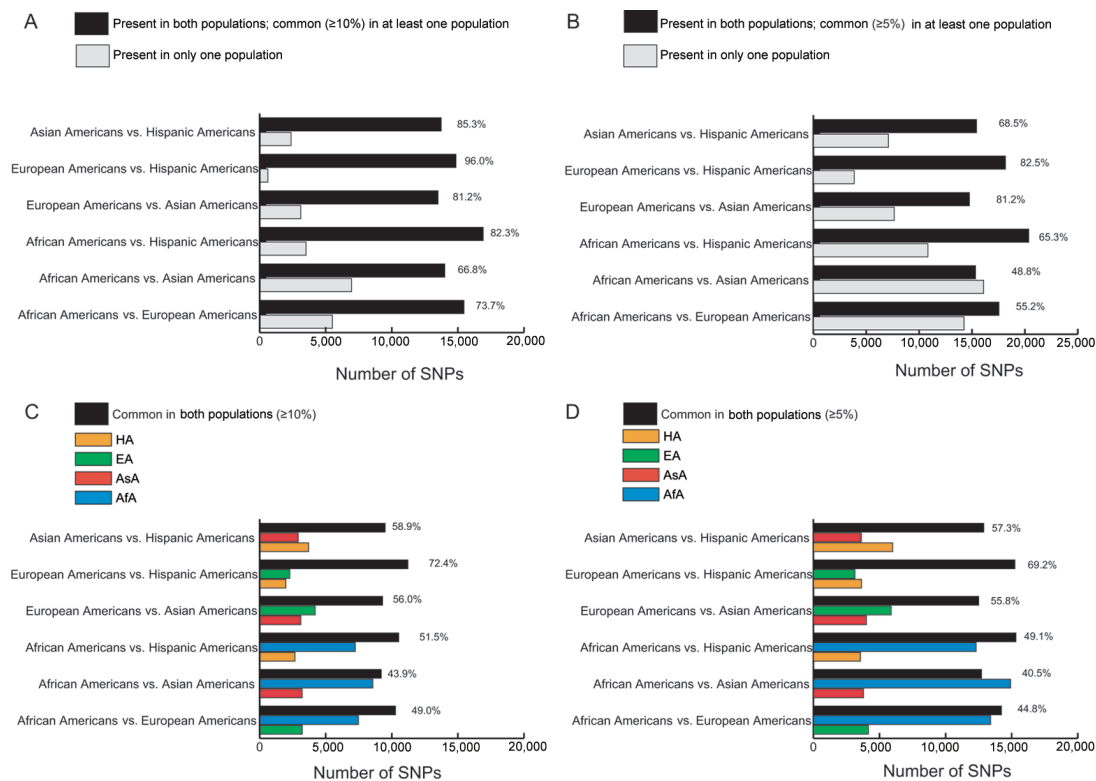 A
Present in both populations; common (≥10%) in at least one population
Present in only one population
Asian Americans vs. Hispanic Americans
85.3%
European Americans vs. Hispanic Americans
96.0%
European Americans vs. Asian Americans
81.2%
African Americans vs. Hispanic Americans
82.3%
African Americans vs. Asian Americans
66.8%
African Americans vs. European Americans
73.7%
0 5,000 10,000 15,000 20,000
Number of SNPs
B
Present in both populations; common (≥5%) in at least one population
Present in only one population
Asian Americans vs. Hispanic Americans
68.5%
European Americans vs. Hispanic Americans
82.5%
European Americans vs. Asian Americans
81.2%
African Americans vs. Hispanic Americans
65.3%
African Americans vs. Asian Americans
48.8%
African Americans vs. European Americans
55.2%
0 5,000 10,000 15,000 20,000 25,000
Number of SNPs
C
Common in both populations (≥10%)
HA
EA
AsA
AfA
Asian Americans vs. Hispanic Americans
58.9%
European Americans vs. Hispanic Americans
72.4%
European Americans vs. Asian Americans
56.0%
African Americans vs. Hispanic Americans
51.5%
African Americans vs. Asian Americans
43.9%
African Americans vs. European Americans
49.0%
0 5,000 10,000 15,000 20,000
Number of SNPs
D
Common in both populations (≥5%)
HA
EA
AsA
AfA
Asian Americans vs. Hispanic Americans
57.3%
European Americans vs. Hispanic Americans
69.2%
European Americans vs. Asian Americans
55.8%
African Americans vs. Hispanic Americans
49.1%
African Americans vs. Asian Americans
40.5%
African Americans vs. European Americans
44.8%
0 5,000 10,000 15,000 20,000
Number of SNPs